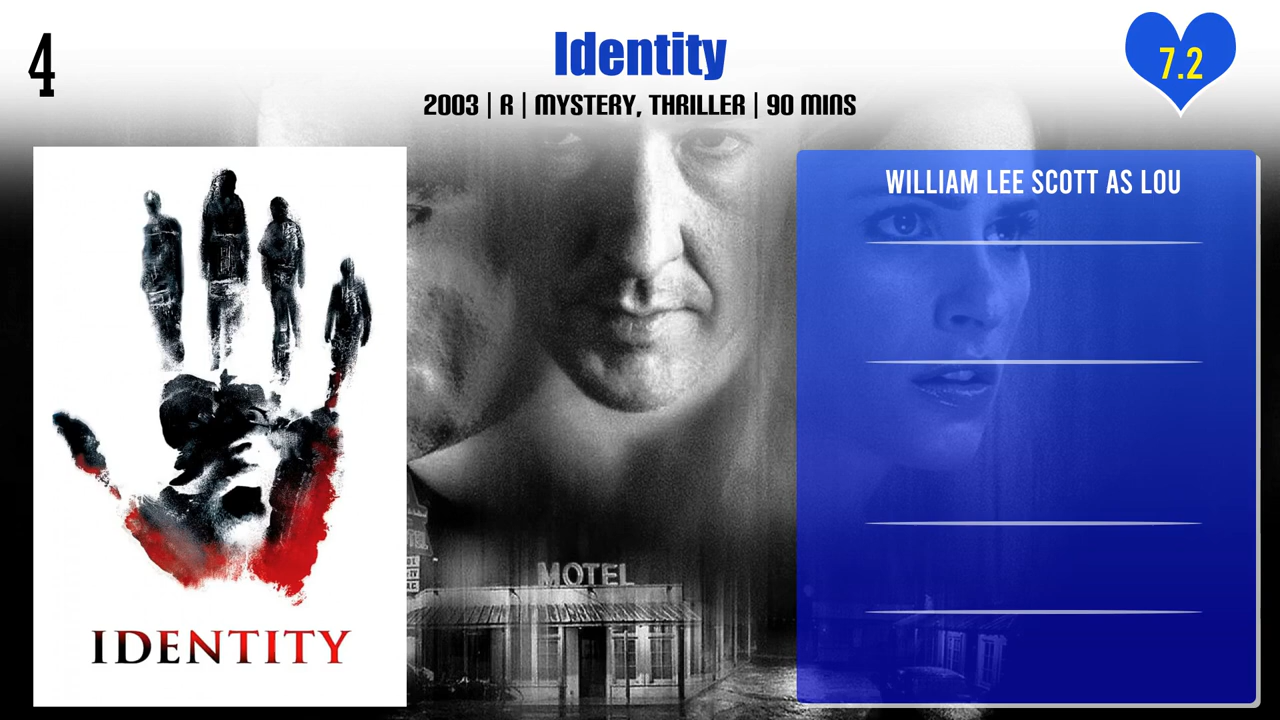 4
Identity
7.2
2003 | R | MYSTERY, THRILLER | 90 MINS
WILLIAM LEE SCOTT AS LOU
MOTEL
IDENTITY